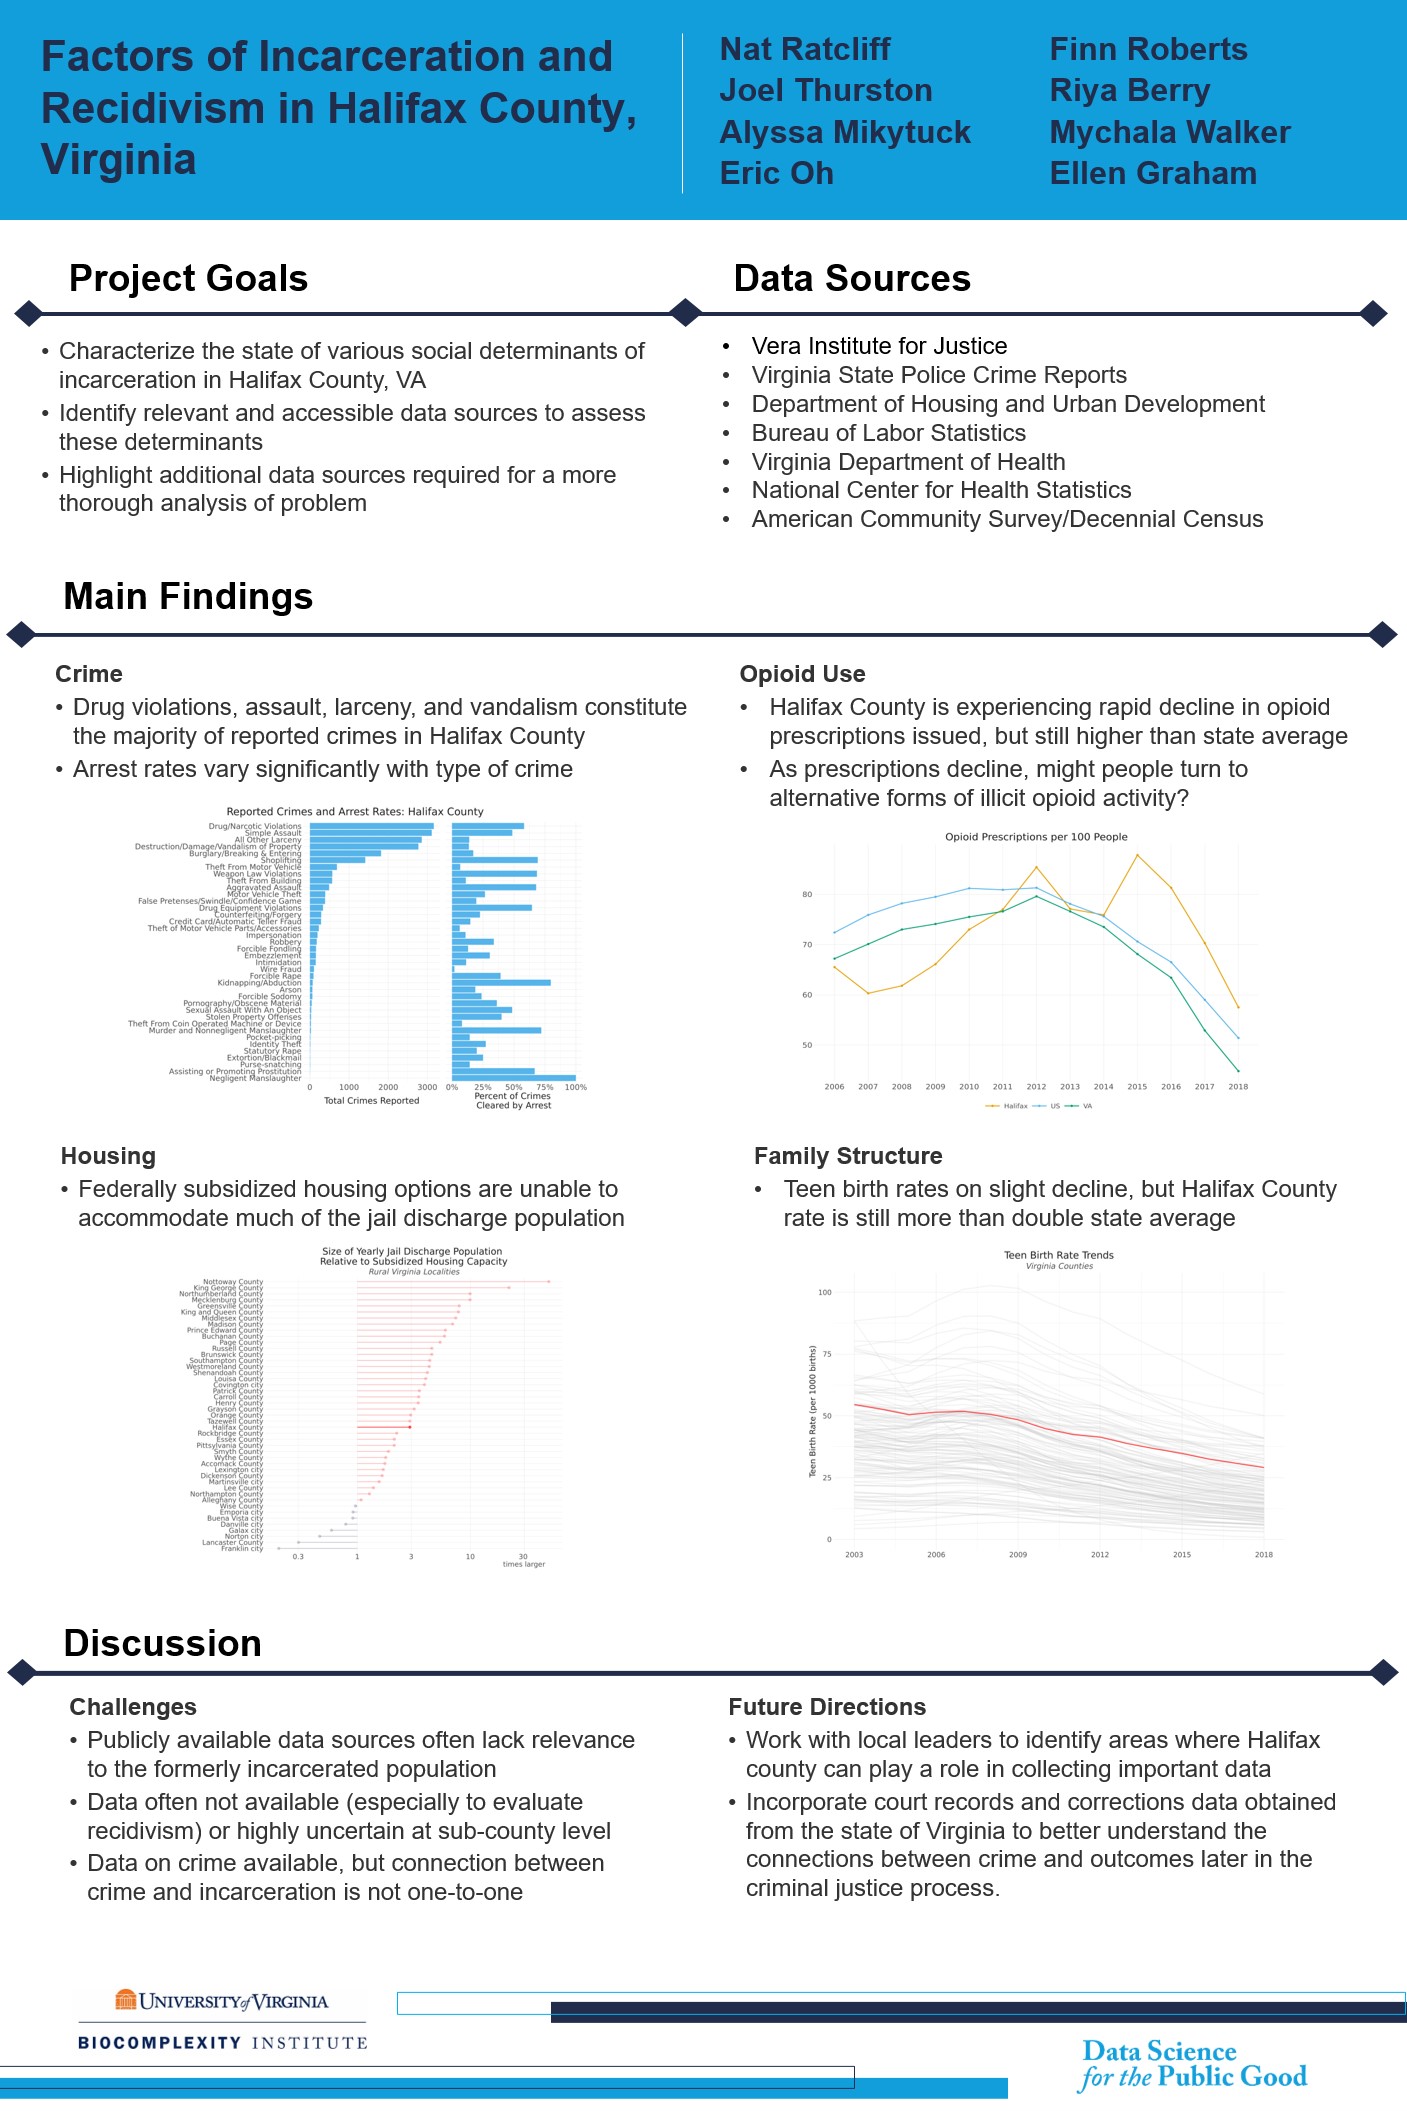 Factors of Incarceration and
Recidivism in Halifax County,
Virginia
Nat Ratcliff
Joel Thurston
Alyssa Mikytuck
Eric Oh
Finn Roberts
Riya Berry
Mychala Walker
Ellen Graham
Project Goals
• Characterize the state of various social determinants of
incarceration in Halifax County, VA
• Identify relevant and accessible data sources to assess
these determinants
• Highlight additional data sources required for a more
thorough analysis of problem
Data Sources
• Vera Institute for Justice
• Virginia State Police Crime Reports
• Department of Housing and Urban Development
• Bureau of Labor Statistics
• Virginia Department of Health
• National Center for Health Statistics
• American Community Survey/Decennial Census
Main Findings
Crime
• Drug violations, assault, larceny, and vandalism constitute
the majority of reported crimes in Halifax County
• Arrest rates vary significantly with type of crime
Reported Crimes and Arrest Rates: Halifax County
Drug/Narcotic Violations
Simple Assault
All Other Larceny
Destruction/Damage/Vandalism of Property
Burglary/Breaking & Entering
Shoplifting
Theft From Motor Vehicle
Weapon Law Violations
Theft From Building
Aggravated Assault
Motor Vehicle Theft
False Pretenses/Swindle/Confidence Game
Drug Equipment Violations
Counterfeiting/Forgery
Credit Card/Automatic Teller Fraud
Theft of Motor Vehicle Parts/Accessories
Impersonation
Robbery
Forcible Fondling
Embezzlement
Intimidation
Wire Fraud
Forcible Rape
Kidnapping/Abduction
Arson
Forcible Sodomy
Pornography/Obscene Material
Sexual Assault With An Object
Stolen Property Offenses
Theft From Coin Operated Machine or Device
Murder and Nonnegligent Manslaughter
Pocket-picking
Identity Theft
Statutory Rape
Extortion/Blackmail
Purse-snatching
Assisting or Promoting Prostitution
Negligent Manslaughter
0 1000 2000 3000 0% 25% 50% 75% 100%
Total Crimes Reported
Percent of Crimes
Cleared by Arrest
Opioid Use
• Halifax County is experiencing rapid decline in opioid
prescriptions issued, but still higher than state average
• As prescriptions decline, might people turn to
alternative forms of illicit opioid activity?
Opioid Prescriptions per 100 People
80
70
60
50
2006 2007 2008 2009 2010 2011 2012 2013 2014 2015 2016 2017 2018
Halifax US VA
Housing
• Federally subsidized housing options are unable to
accommodate much of the jail discharge population
Size of Yearly Jail Discharge Population
Relative to Subsidized Housing Capacity
Rural Virginia Localities
Nottoway County
King George County
Northumberland County
Mecklenburg County
Greensville County
King and Queen County
Middlesex County
Madison County
Prince Edward County
Buchanan County
Page County
Russell County
Brunswick County
Southampton County
Westmoreland County
Shenandoah County
Louisa County
Covington city
Patrick County
Carroll County
Henry County
Grayson County
Orange County
Tazewell County
Halifax County
Rockbridge County
Essex County
Pittsylvania County
Smyth County
Wythe County
Accomack County
Lexington city
Dickenson County
Martinsville city
Lee County
Northampton County
Alleghany County
Wise County
Emporia city
Buena Vista city
Danville city
Galax city
Norton city
Lancaster County
Franklin city
0.3 1 3 10 30
times larger
Family Structure
• Teen birth rates on slight decline, but Halifax County
rate is still more than double state average
Teen Birth Rate Trends
Virginia Counties
Teen Birth Rate (per 1000 births)
100
75
50
25
0
2003 2006 2009 2012 2015 2018
Discussion
Challenges
• Publicly available data sources often lack relevance
to the formerly incarcerated population
• Data often not available (especially to evaluate
recidivism) or highly uncertain at sub-county level
• Data on crime available, but connection between
crime and incarceration is not one-to-one
Future Directions
• Work with local leaders to identify areas where Halifax
county can play a role in collecting important data
• Incorporate court records and corrections data obtained
from the state of Virginia to better understand the
connections between crime and outcomes later in the
criminal justice process.
UNIVERSITY of VIRGINIA
BIOCOMPLEXITY INSTITUTE
Data Science
for the Public Good